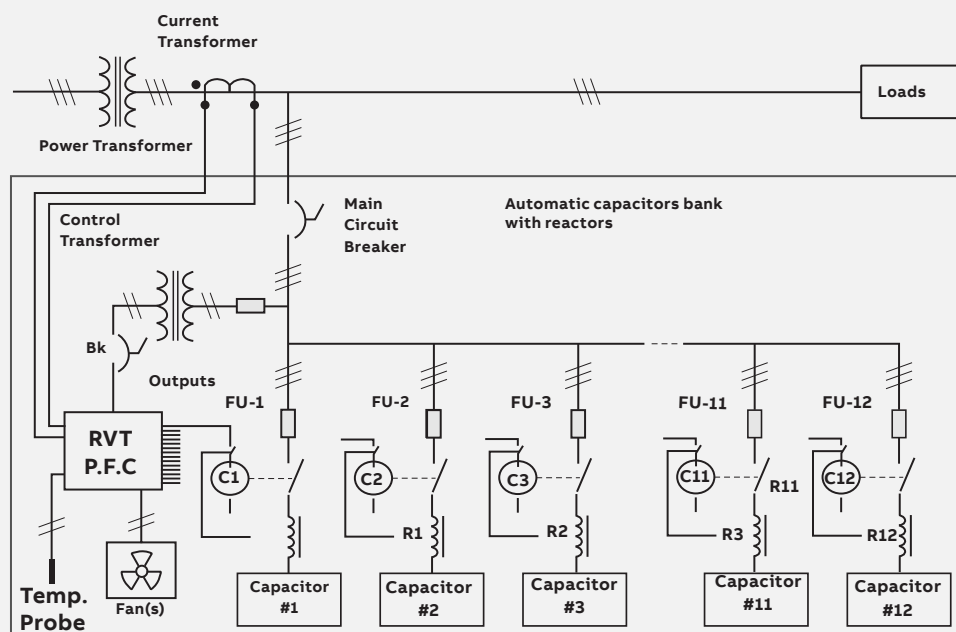 Current
Transformer
Loads
Power Transformer
Control
Transformer
Main
Circuit
Breaker
Automatic capacitors bank
with reactors
Bk
Outputs
FU-1
FU-2
FU-3
FU-11
FU-12
RVT
P.F.C
C1
C2
C3
C11
C12
R11
R1
R2
R3
R12
Temp.
Probe
Fan(s)
Capacitor
#1
Capacitor
#2
Capacitor
#3
Capacitor
#11
Capacitor
#12